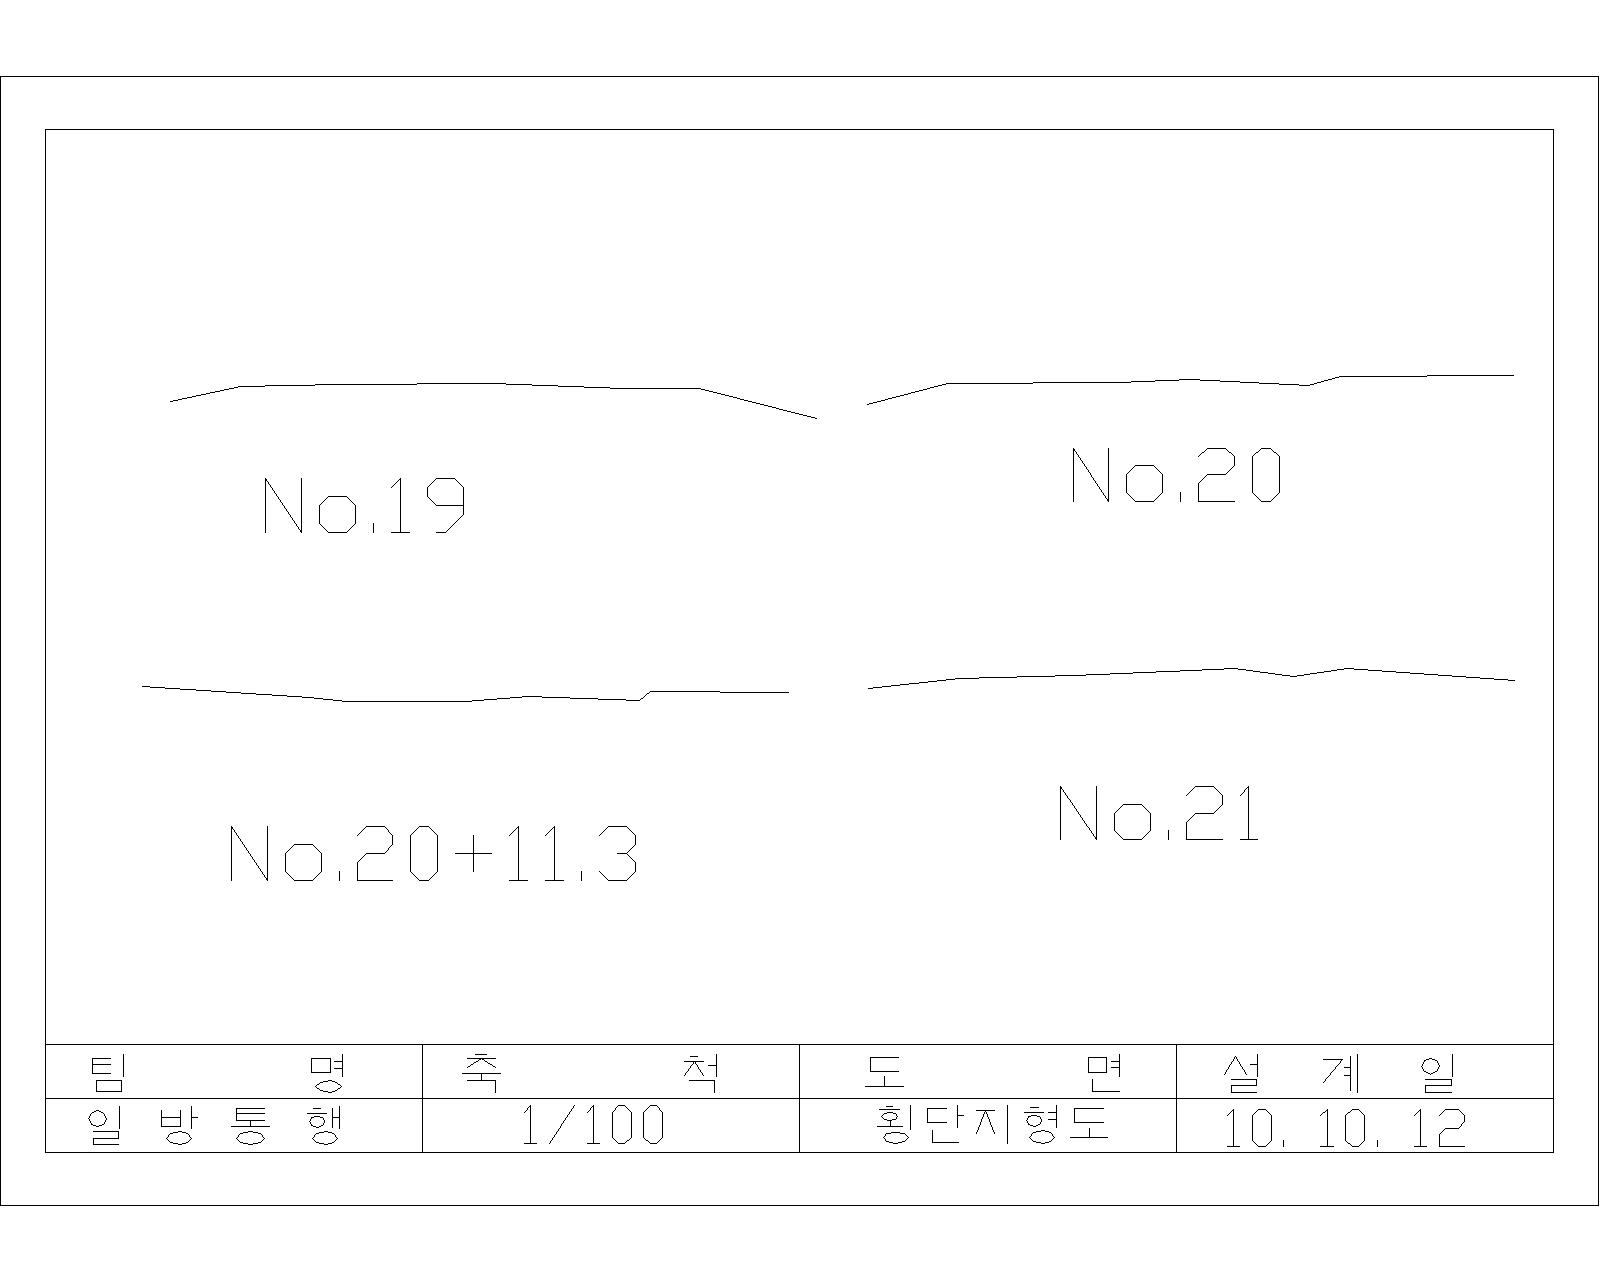 No.19
No.20
No.20+11.3
No.21
팀 명 축 척 도 면 설 계 일
일 방 통 행 1/100 횡단지형도 10. 10. 12